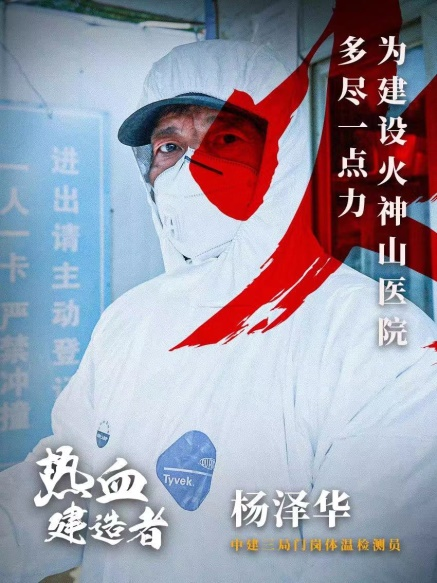 为建设火神山医院
多尽一点力
进出请主动登记
一人一卡 严禁冲撞
Tyvek.
热血
建造者
杨泽华
中建三局门岗体温检测员